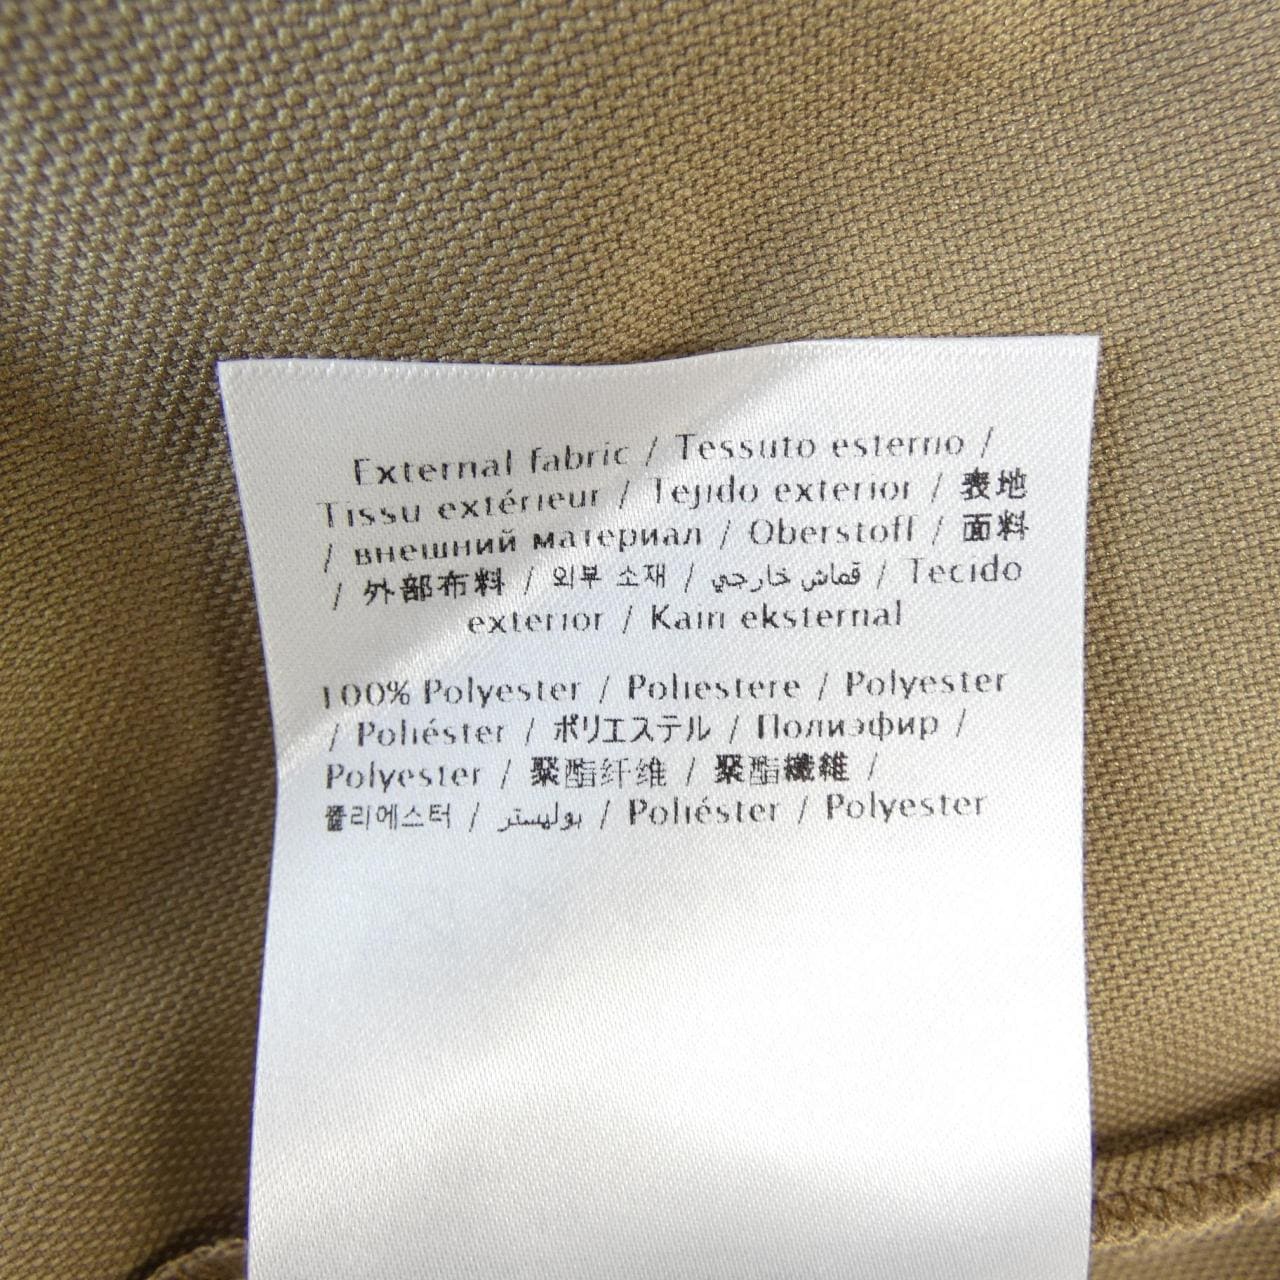 External fabric / Tessuto esterno /
Tissu extérieur / Tejido exterior / 表地
/ внешний материал / Oberstoff / 面料
/ 外部布料 / 외부 소재 / قماش خارجي / Tecido
exterior / Kain eksternal
100% Polyester / Poliestere / Polyester
/ Poliéster / ポリエステル / Полиэфир /
Polyester / 聚酯纤维 / 聚酯纖維 /
폴리에스터 / بوليستر / Poliéster / Polyester